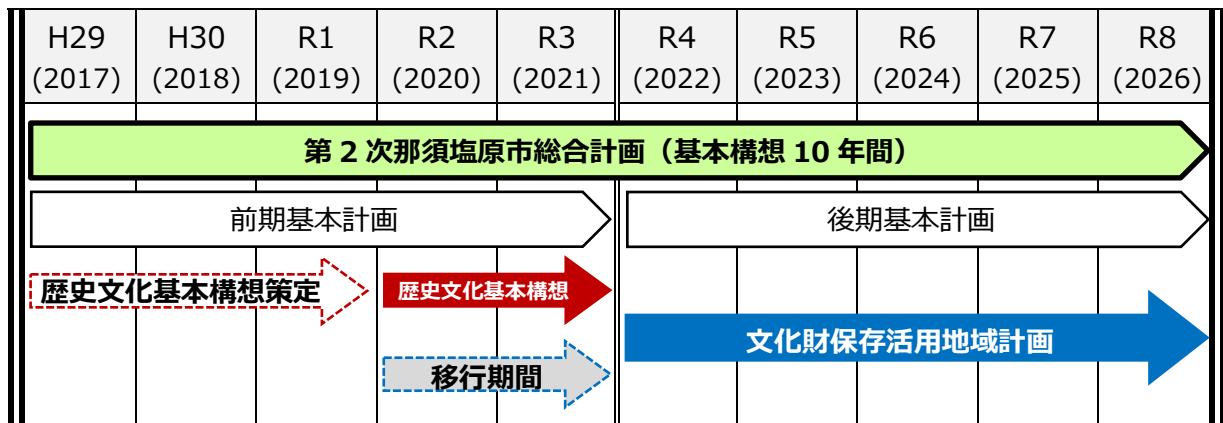 H29 H30 R1 R2 R3 R4 R5 R6 R7 R8
(2017) (2018) (2019) (2020) (2021) (2022) (2023) (2024) (2025) (2026)
第 2 次那須塩原市総合計画（基本構想 10 年間）
前期基本計画 後期基本計画
歴史文化基本構想策定 歴史文化基本構想
文化財保存活用地域計画
移行期間